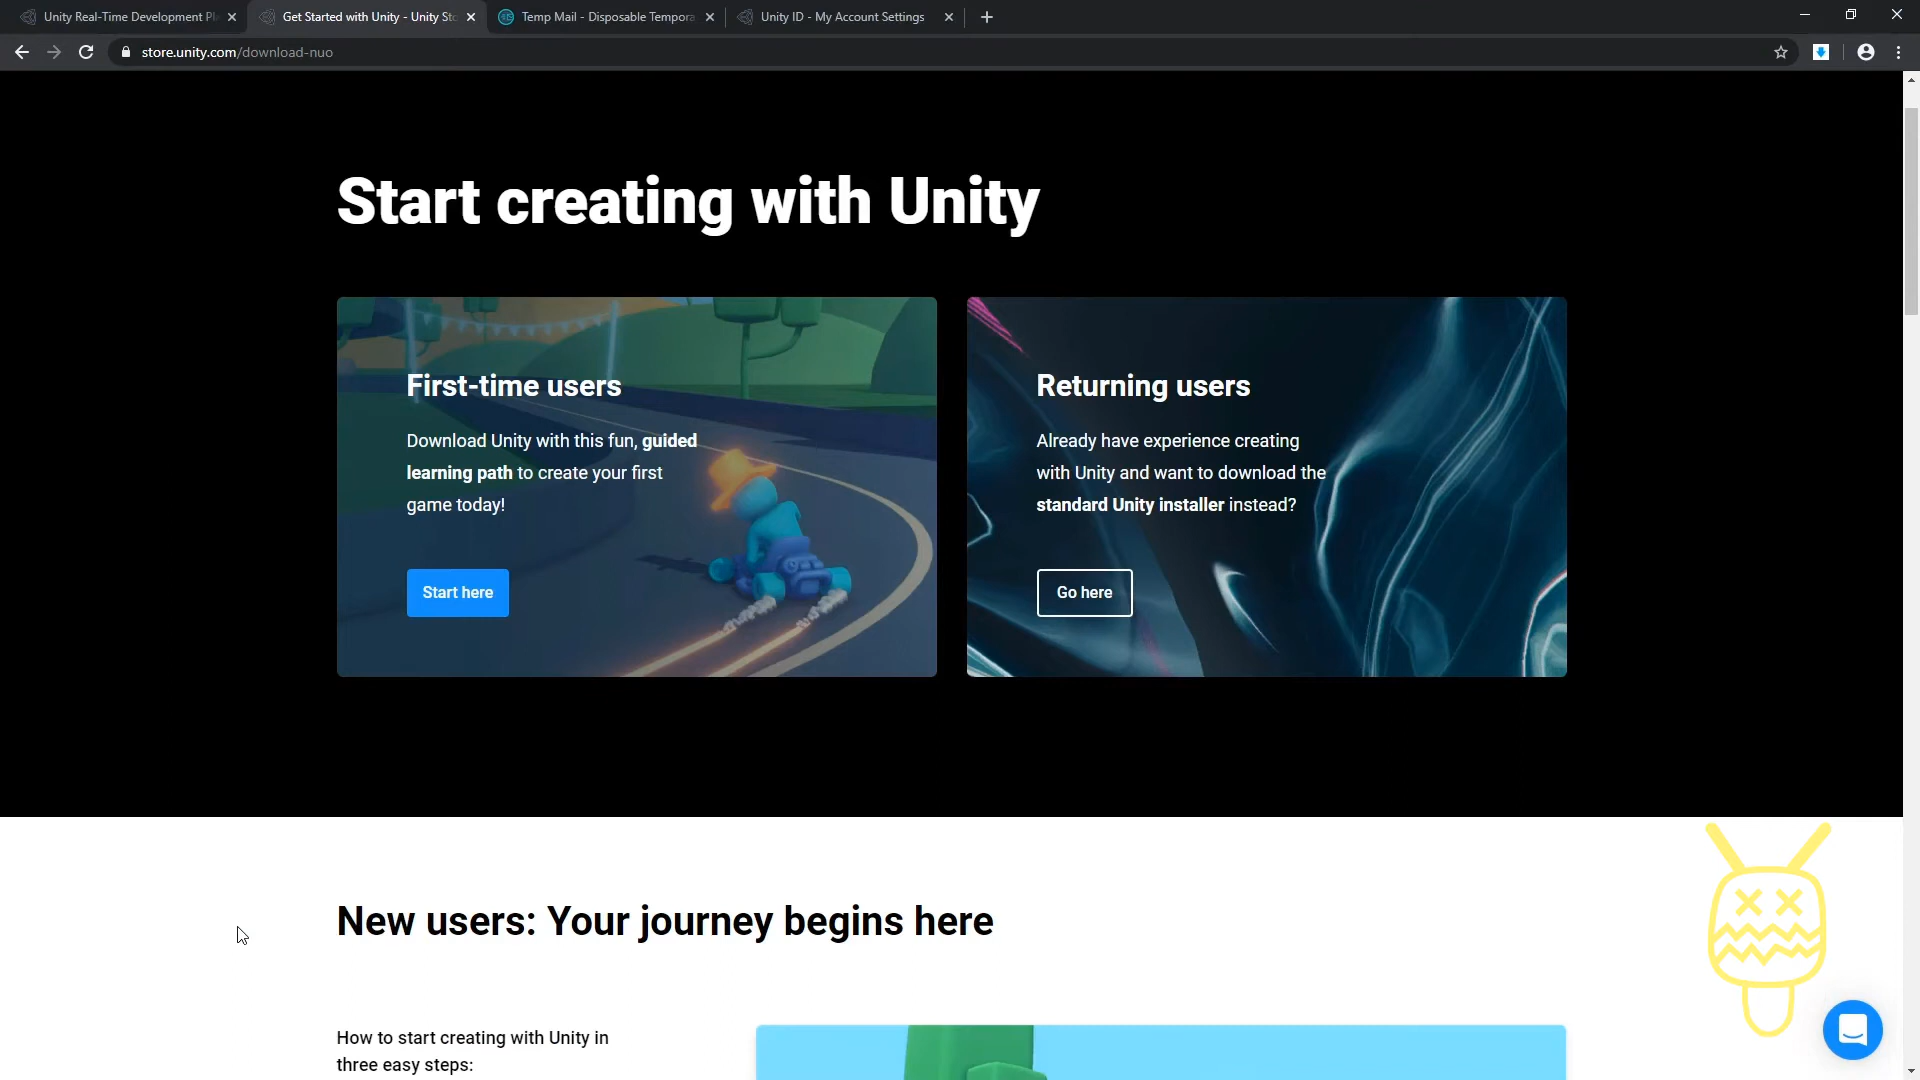 Unity Real-Time Development Pl
Get Started with Unity - Unity Sto
Temp Mail - Disposable Tempora
Unity ID - My Account Settings
store.unity.com/download-nuo
Start creating with Unity
First-time users
Download Unity with this fun, guided
learning path to create your first
game today!
Start here
Returning users
Already have experience creating
with Unity and want to download the
standard Unity installer instead?
Go here
New users: Your journey begins here
How to start creating with Unity in
three easy steps: